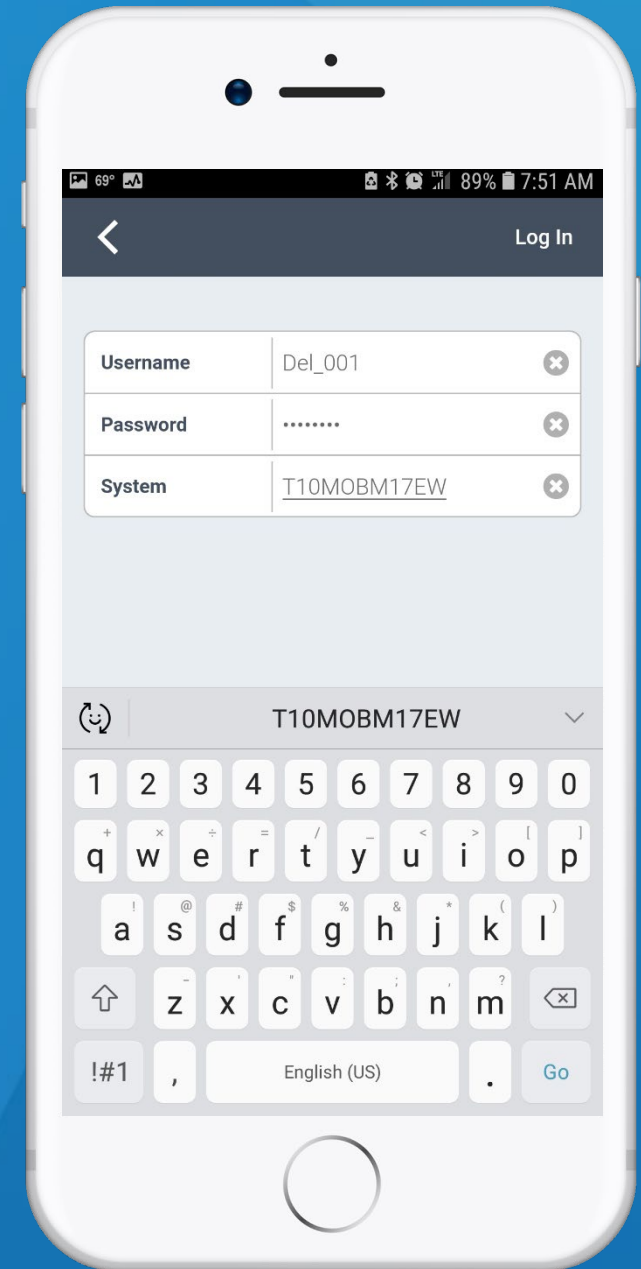 69° LTE 89% 7:51 AM
Log In
Username Del_001
Password ••••••••
System T10MOBM17EW
T10MOBM17EW
1 2 3 4 5 6 7 8 9 0
+ × ÷ = / _ < > [ ]
q w e r t y u i o p
! @ # $ % & * ( )
a s d f g h j k l
- ' " : ; , ?
z x c v b n m
!#1 , English (US) . Go